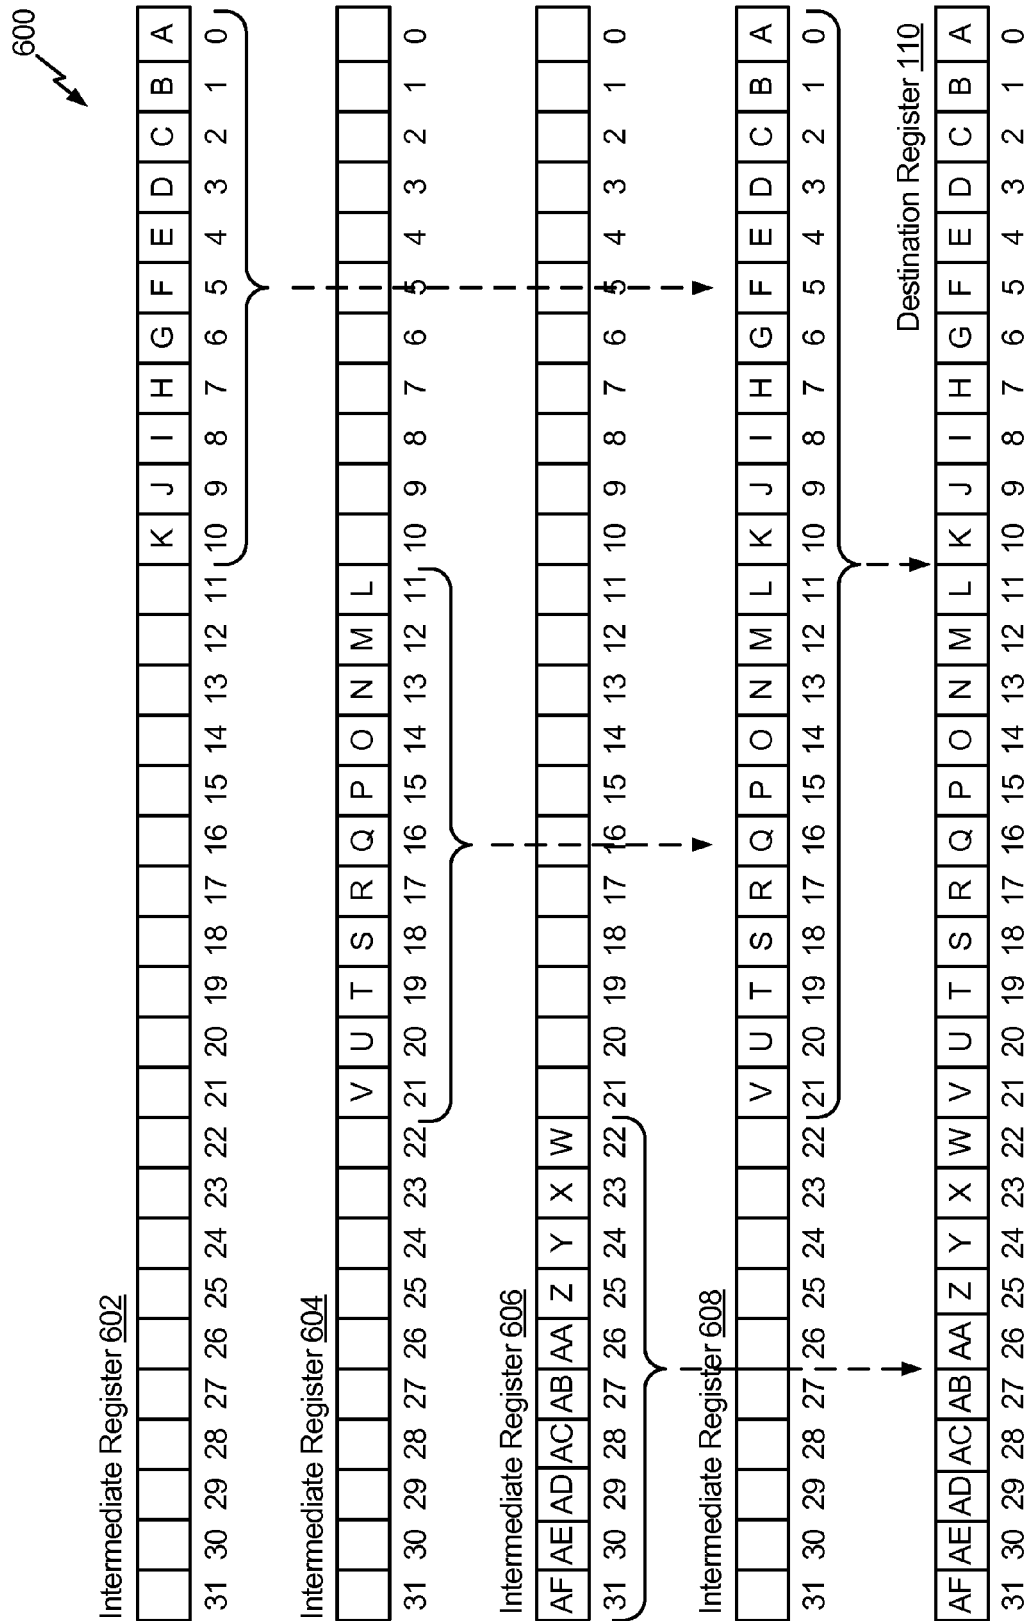 600
Intermediate Register 602
K J I H G F E D C B A
31 30 29 28 27 26 25 24 23 22 21 20 19 18 17 16 15 14 13 12 11 10 9 8 7 6 5 4 3 2 1 0
Intermediate Register 604
V U T S R Q P O N M L
31 30 29 28 27 26 25 24 23 22 21 20 19 18 17 16 15 14 13 12 11 10 9 8 7 6 5 4 3 2 1 0
Intermediate Register 606
AF AE AD AC AB AA Z Y X W
31 30 29 28 27 26 25 24 23 22 21 20 19 18 17 16 15 14 13 12 11 10 9 8 7 6 5 4 3 2 1 0
Intermediate Register 608
V U T S R Q P O N M L K J I H G F E D C B A
31 30 29 28 27 26 25 24 23 22 21 20 19 18 17 16 15 14 13 12 11 10 9 8 7 6 5 4 3 2 1 0
Destination Register 110
AF AE AD AC AB AA Z Y X W V U T S R Q P O N M L K J I H G F E D C B A
31 30 29 28 27 26 25 24 23 22 21 20 19 18 17 16 15 14 13 12 11 10 9 8 7 6 5 4 3 2 1 0